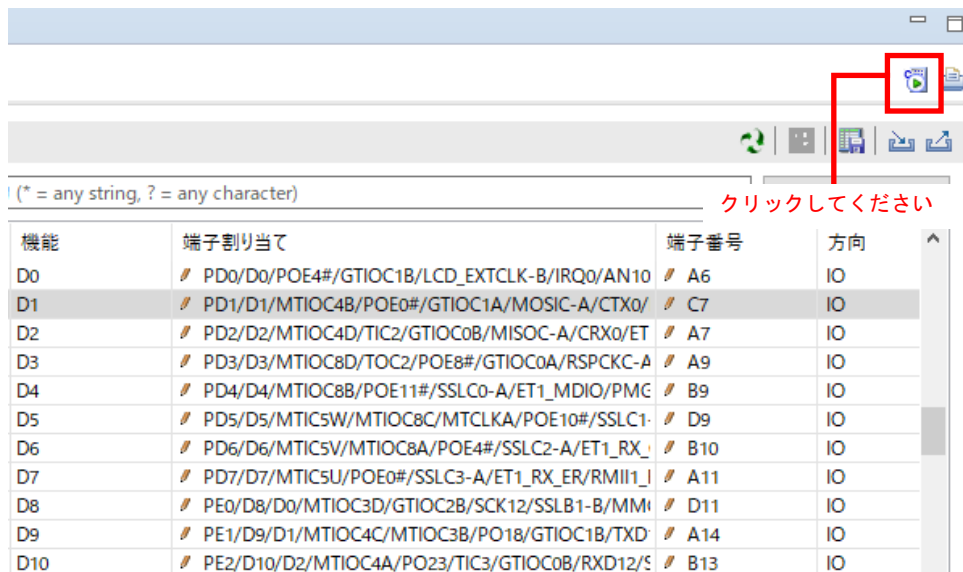 (* = any string, ? = any character)
クリックしてください
機能 端子割り当て 端子番号 方向
D0 PD0/D0/POE4#/GTIOC1B/LCD_EXTCLK-B/IRQ0/AN10 A6 IO
D1 PD1/D1/MTIOC4B/POE0#/GTIOC1A/MOSIC-A/CTX0/ C7 IO
D2 PD2/D2/MTIOC4D/TIC2/GTIOC0B/MISOC-A/CRX0/ET A7 IO
D3 PD3/D3/MTIOC8D/TOC2/POE8#/GTIOC0A/RSPCKC-A A9 IO
D4 PD4/D4/MTIOC8B/POE11#/SSLC0-A/ET1_MDIO/PMG B9 IO
D5 PD5/D5/MTIC5W/MTIOC8C/MTCLKA/POE10#/SSLC1- D9 IO
D6 PD6/D6/MTIC5V/MTIOC8A/POE4#/SSLC2-A/ET1_RX_ B10 IO
D7 PD7/D7/MTIC5U/POE0#/SSLC3-A/ET1_RX_ER/RMII1_ A11 IO
D8 PE0/D8/D0/MTIOC3D/GTIOC2B/SCK12/SSLB1-B/MM D11 IO
D9 PE1/D9/D1/MTIOC4C/MTIOC3B/PO18/GTIOC1B/TXD A14 IO
D10 PE2/D10/D2/MTIOC4A/PO23/TIC3/GTIOC0B/RXD12/S B13 IO